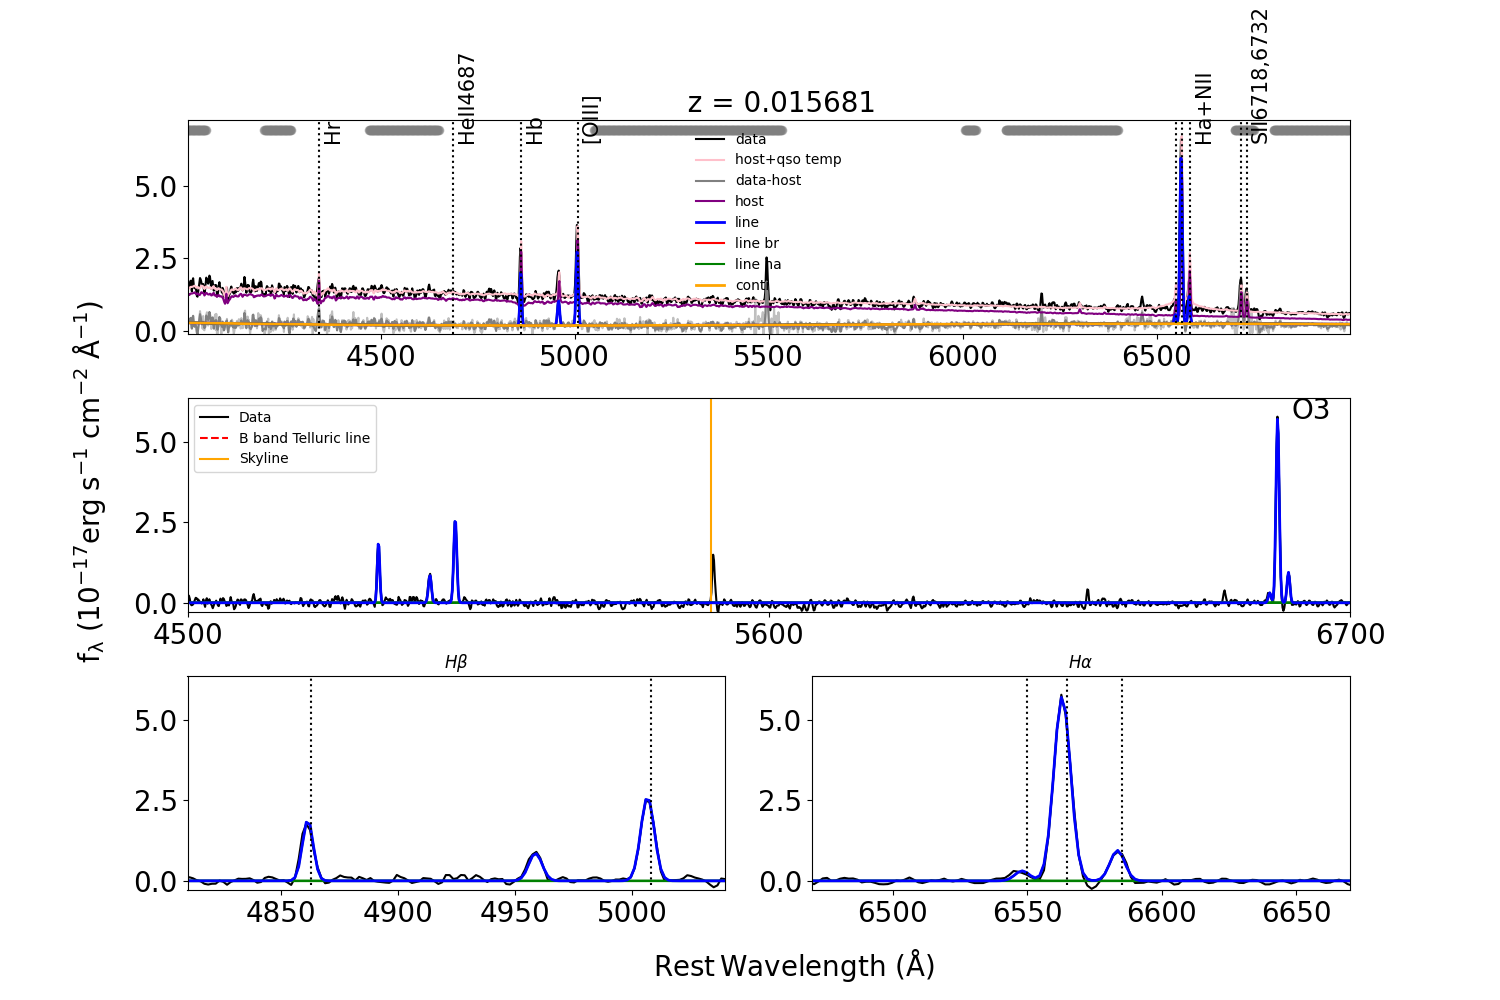 z = 0.015681
Hr
HeII4687
Hb
[OIII]
Ha+NII
SII6718,6732
data
host+qso temp
data-host
host
line
line br
line na
conti
5.0
2.5
0.0
4500
5000
5500
6000
6500
Data
B band Telluric line
Skyline
O3
5.0
2.5
0.0
4500
5600
6700
fλ (10⁻¹⁷erg s⁻¹ cm⁻² Å⁻¹)
Hβ
5.0
2.5
0.0
4850
4900
4950
5000
Hα
5.0
2.5
0.0
6500
6550
6600
6650
Rest Wavelength (Å)